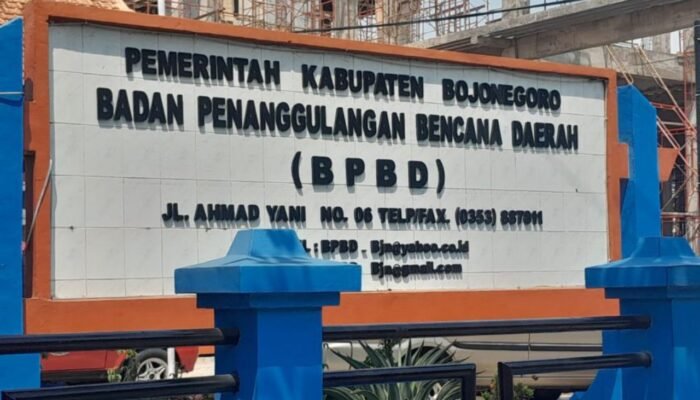 PEMERINTAH KABUPATEN BOJONEGORO
BADAN PENANGGULANGAN BENCANA DAERAH
(BPBD)
JL. AHMAD YANI NO. 06 TELP/FAX. (0353) 887011
: BPBD - Bjn@yahoo.co.id
Bjn@gmail.com